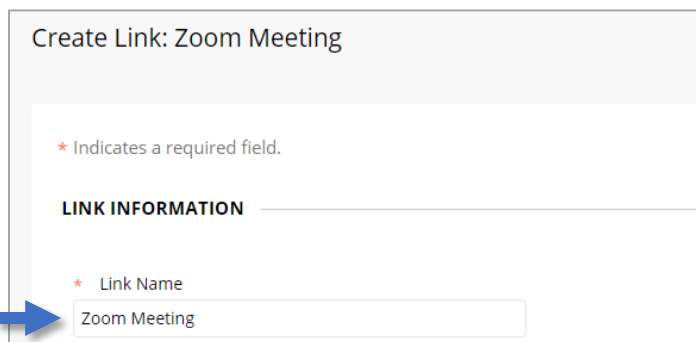 Create Link: Zoom Meeting
* Indicates a required field.
LINK INFORMATION
* Link Name
Zoom Meeting